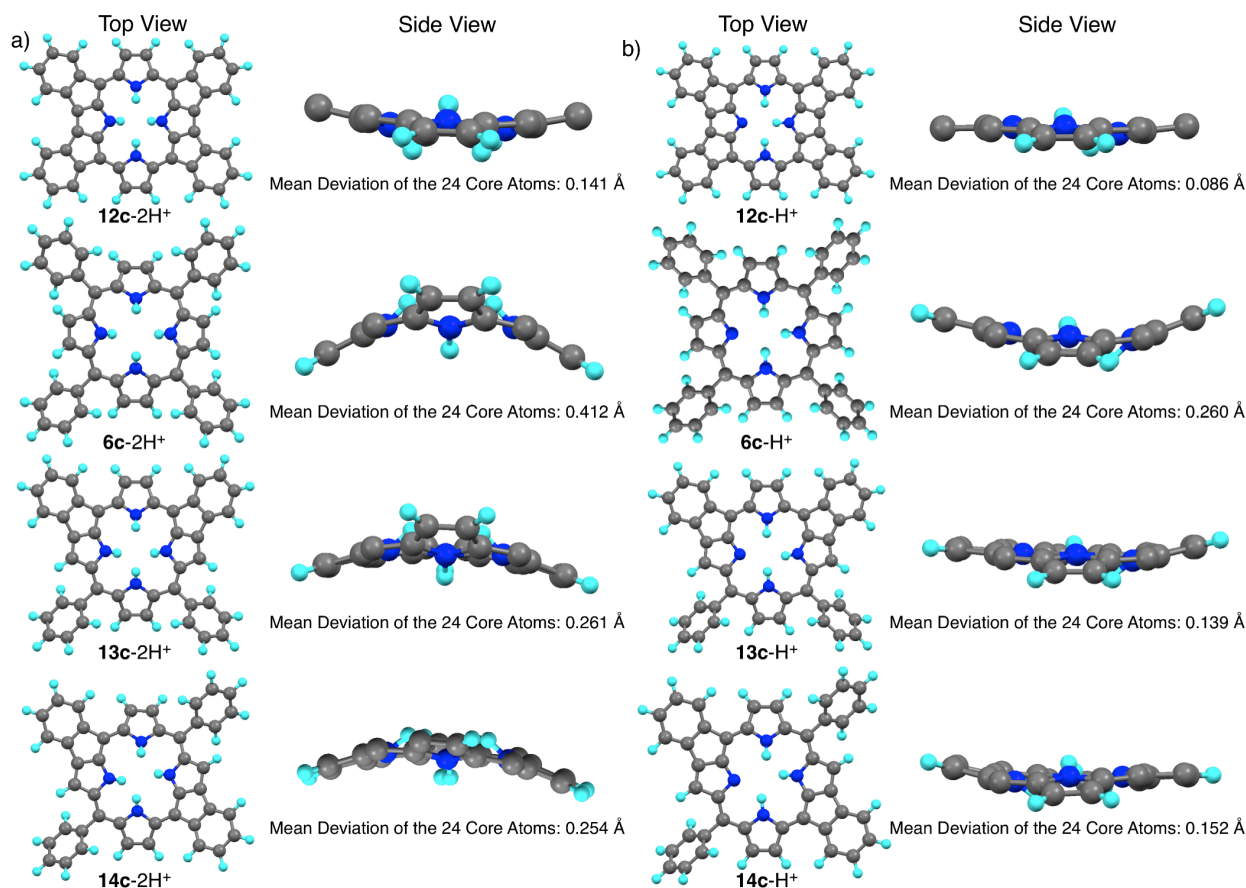 Top View Side View Top View Side View
a) b)
Mean Deviation of the 24 Core Atoms: 0.141 Å Mean Deviation of the 24 Core Atoms: 0.086 Å
12c-2H⁺ 12c-H⁺
Mean Deviation of the 24 Core Atoms: 0.412 Å Mean Deviation of the 24 Core Atoms: 0.260 Å
6c-2H⁺ 6c-H⁺
Mean Deviation of the 24 Core Atoms: 0.261 Å Mean Deviation of the 24 Core Atoms: 0.139 Å
13c-2H⁺ 13c-H⁺
Mean Deviation of the 24 Core Atoms: 0.254 Å Mean Deviation of the 24 Core Atoms: 0.152 Å
14c-2H⁺ 14c-H⁺